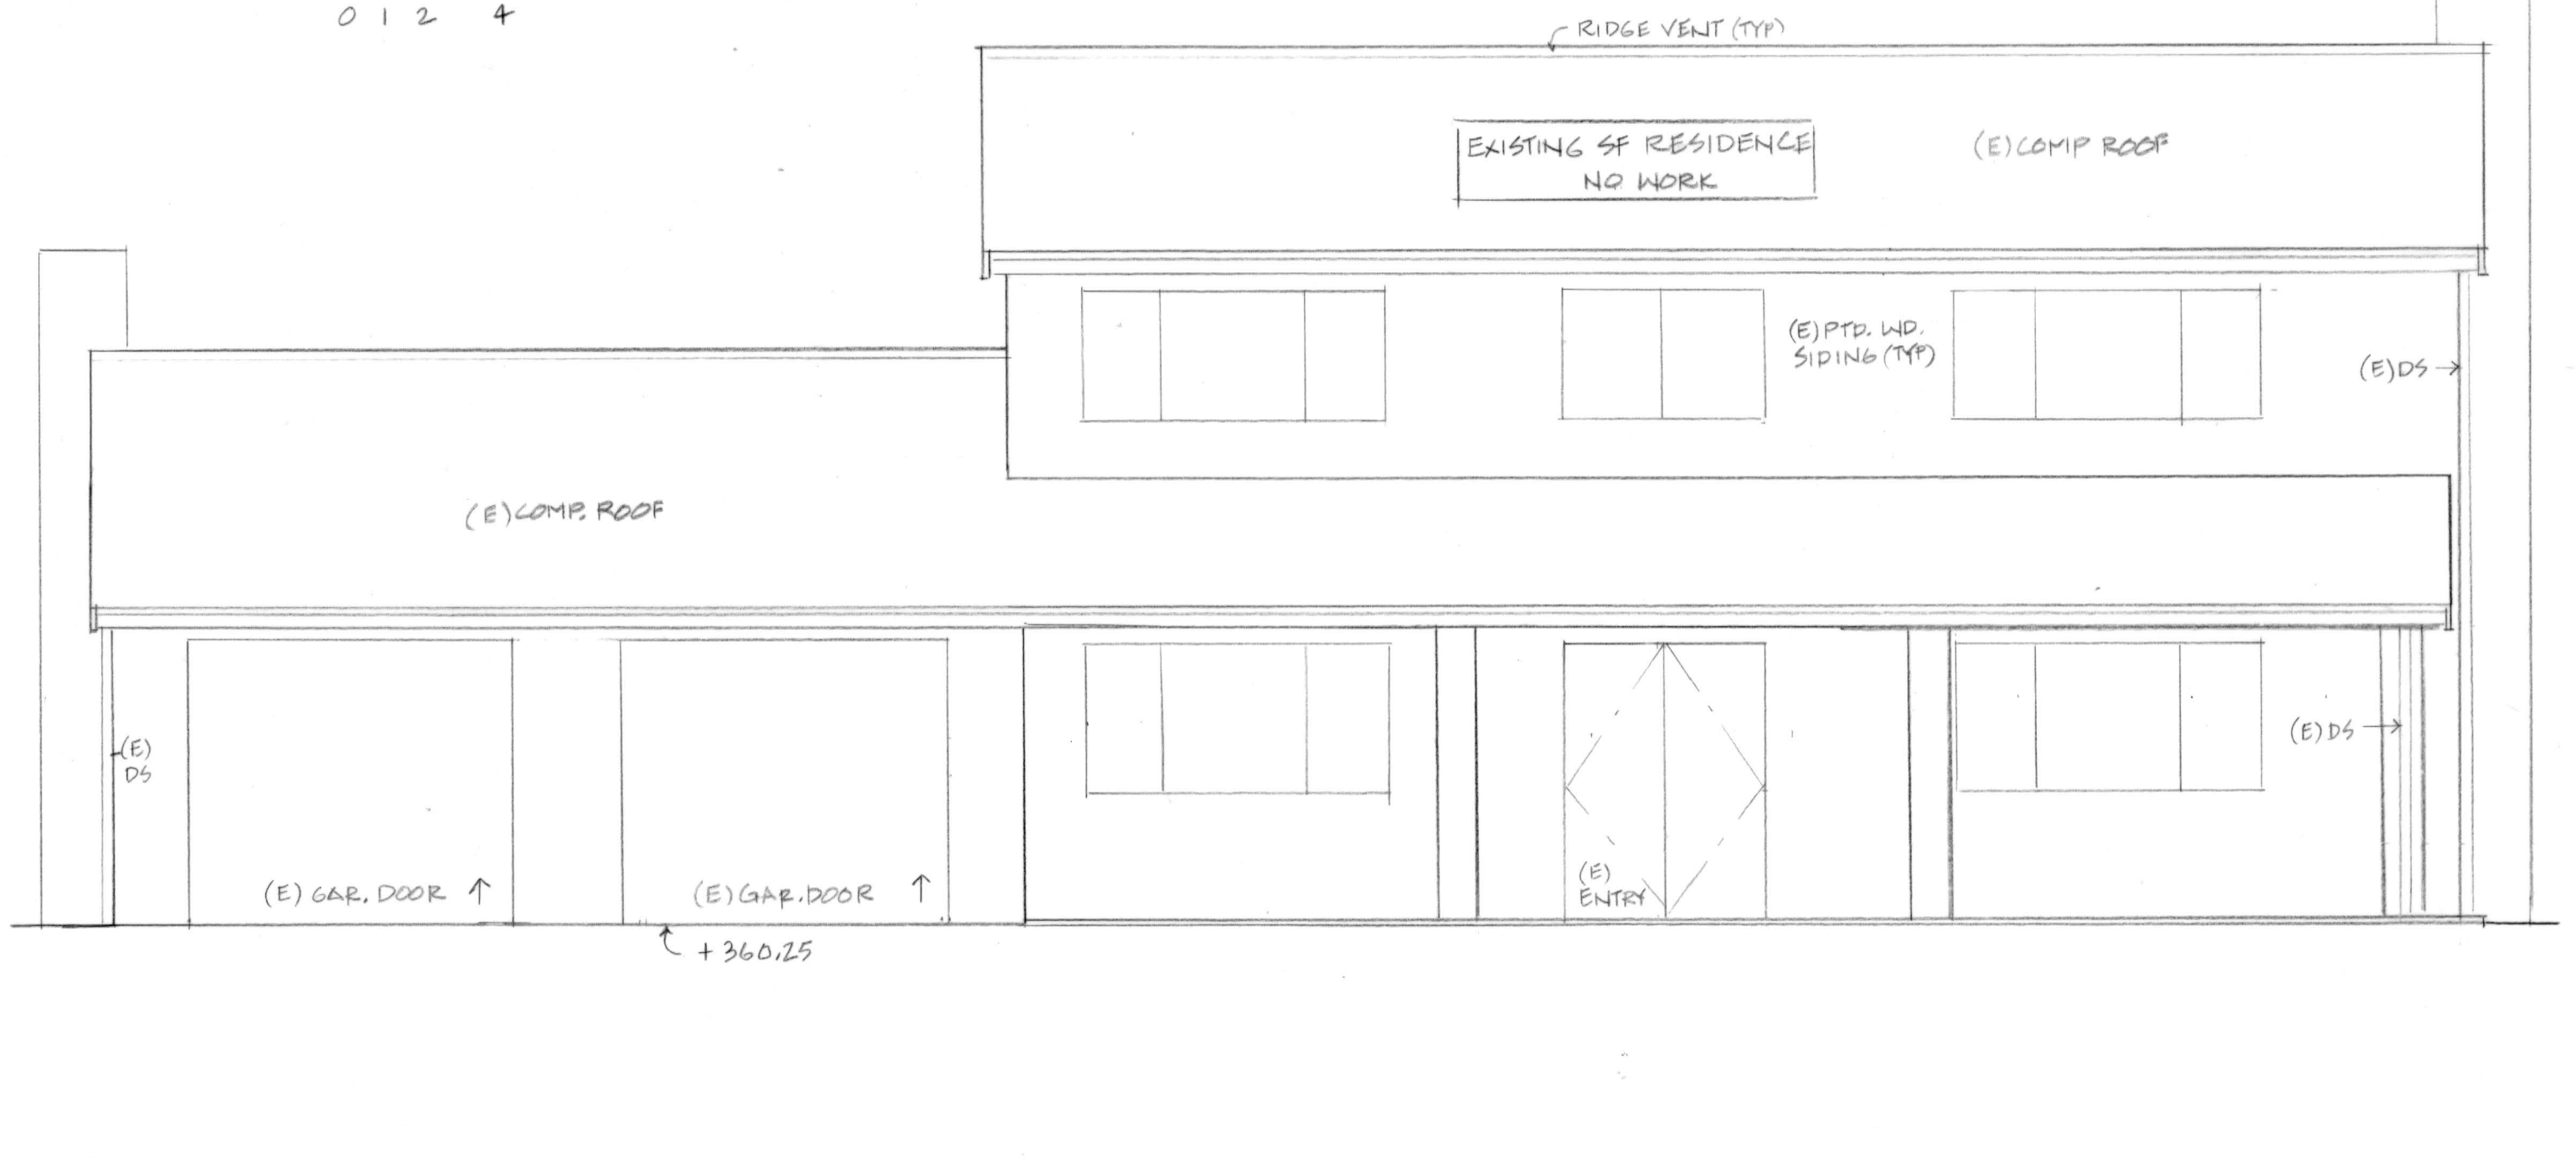 0 1 2 4
RIDGE VENT (TYP)
EXISTING SF RESIDENCE
NO WORK
(E) COMP ROOF
(E) PTD. WD.
SIDING (TYP)
(E) DS
(E) COMP. ROOF
(E)
DS
(E) DS
(E) GAR. DOOR
(E) GAR. DOOR
(E)
ENTRY
+360.25